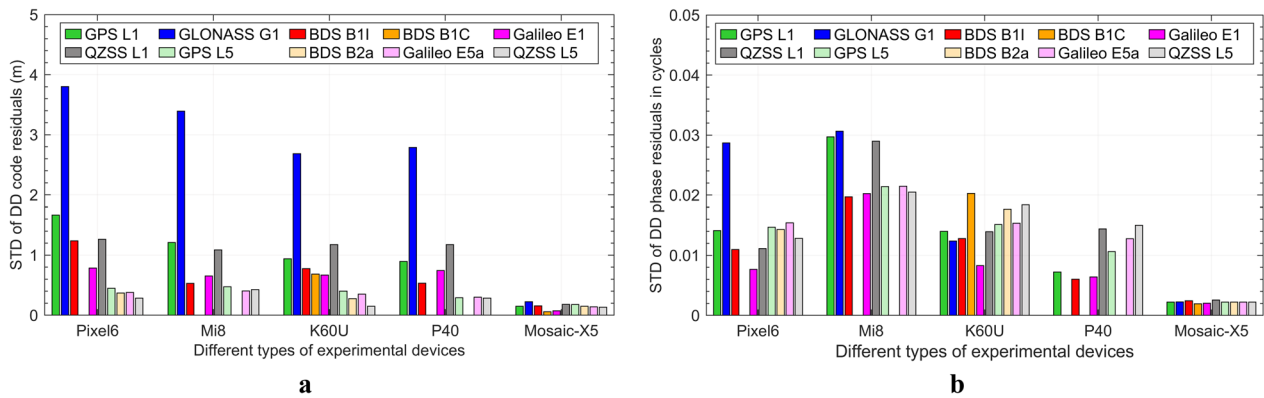 GPS L1 GLONASS G1 BDS B1I BDS B1C Galileo E1
QZSS L1 GPS L5 BDS B2a Galileo E5a QZSS L5
STD of DD code residuals (m)
5
4
3
2
1
0
Pixel6 Mi8 K60U P40 Mosaic-X5
Different types of experimental devices
a
GPS L1 GLONASS G1 BDS B1I BDS B1C Galileo E1
QZSS L1 GPS L5 BDS B2a Galileo E5a QZSS L5
STD of DD phase residuals in cycles
0.05
0.04
0.03
0.02
0.01
0
Pixel6 Mi8 K60U P40 Mosaic-X5
Different types of experimental devices
b